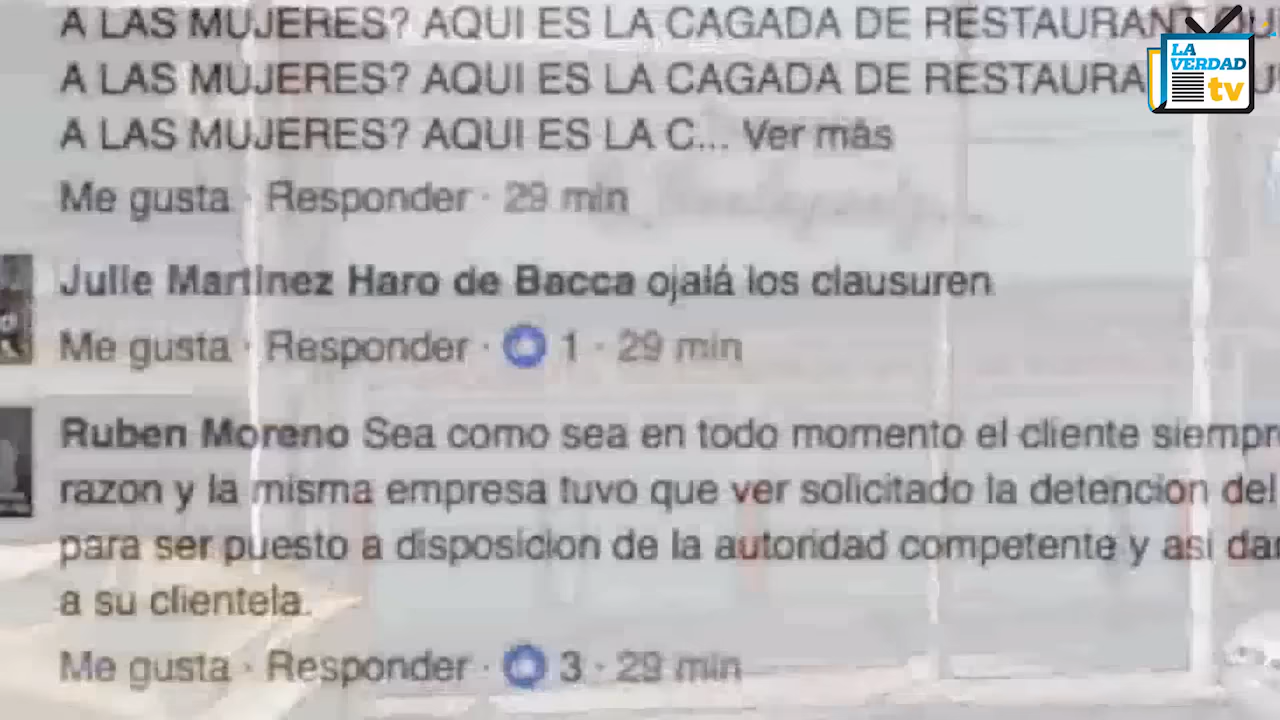 A LAS MUJERES? AQUI ES LA CAGADA DE RESTAURANT
A LAS MUJERES? AQUI ES LA CAGADA DE
A LAS MUJERES? AQUI ES LA C... Ver más
Me gusta · Responder · 29 min
Julie Martinez Haro de Bacca ojalá los clausuren
Me gusta · Responder · 1 · 29 min
Ruben Moreno Sea como sea en todo momento el cliente
razon y la misma empresa tuvo que ver solicitado la detencion del
para ser puesto a disposicion de la autoridad competente y asi
a su clientela.
Me gusta · Responder · 3 · 29 min
LA
VERDAD
tv